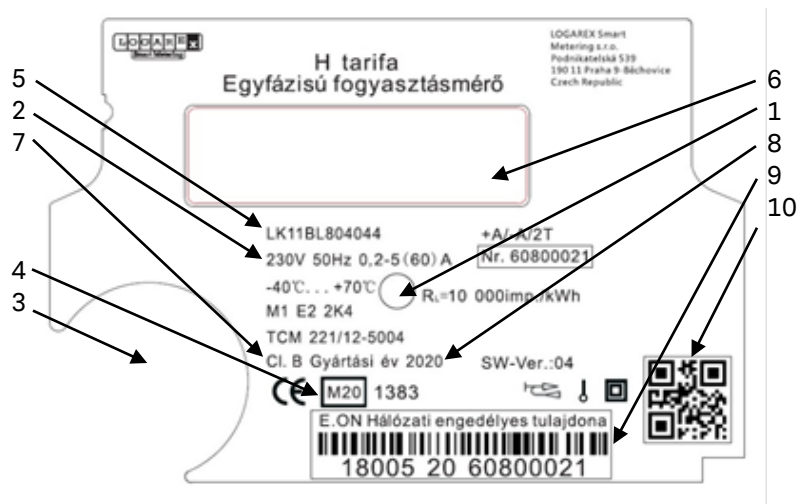 LOGAREX
Smart Metering
LOGAREX Smart
Metering s.r.o.
Podnikatelská 539
190 11 Praha 9-Běchovice
Czech Republic
H tarifa
Egyfázisú fogyasztásmérő
5
2
7
4
3
6
1
8
9
10
LK11BL804044
+A/-A/2T
230V 50Hz 0,2-5(60)A
Nr. 60800021
-40℃...+70℃
RL=10 000imp./kWh
M1 E2 2K4
TCM 221/12-5004
Cl. B Gyártási év 2020
SW-Ver.:04
CE M20 1383
E.ON Hálózati engedélyes tulajdona
18005 20 60800021